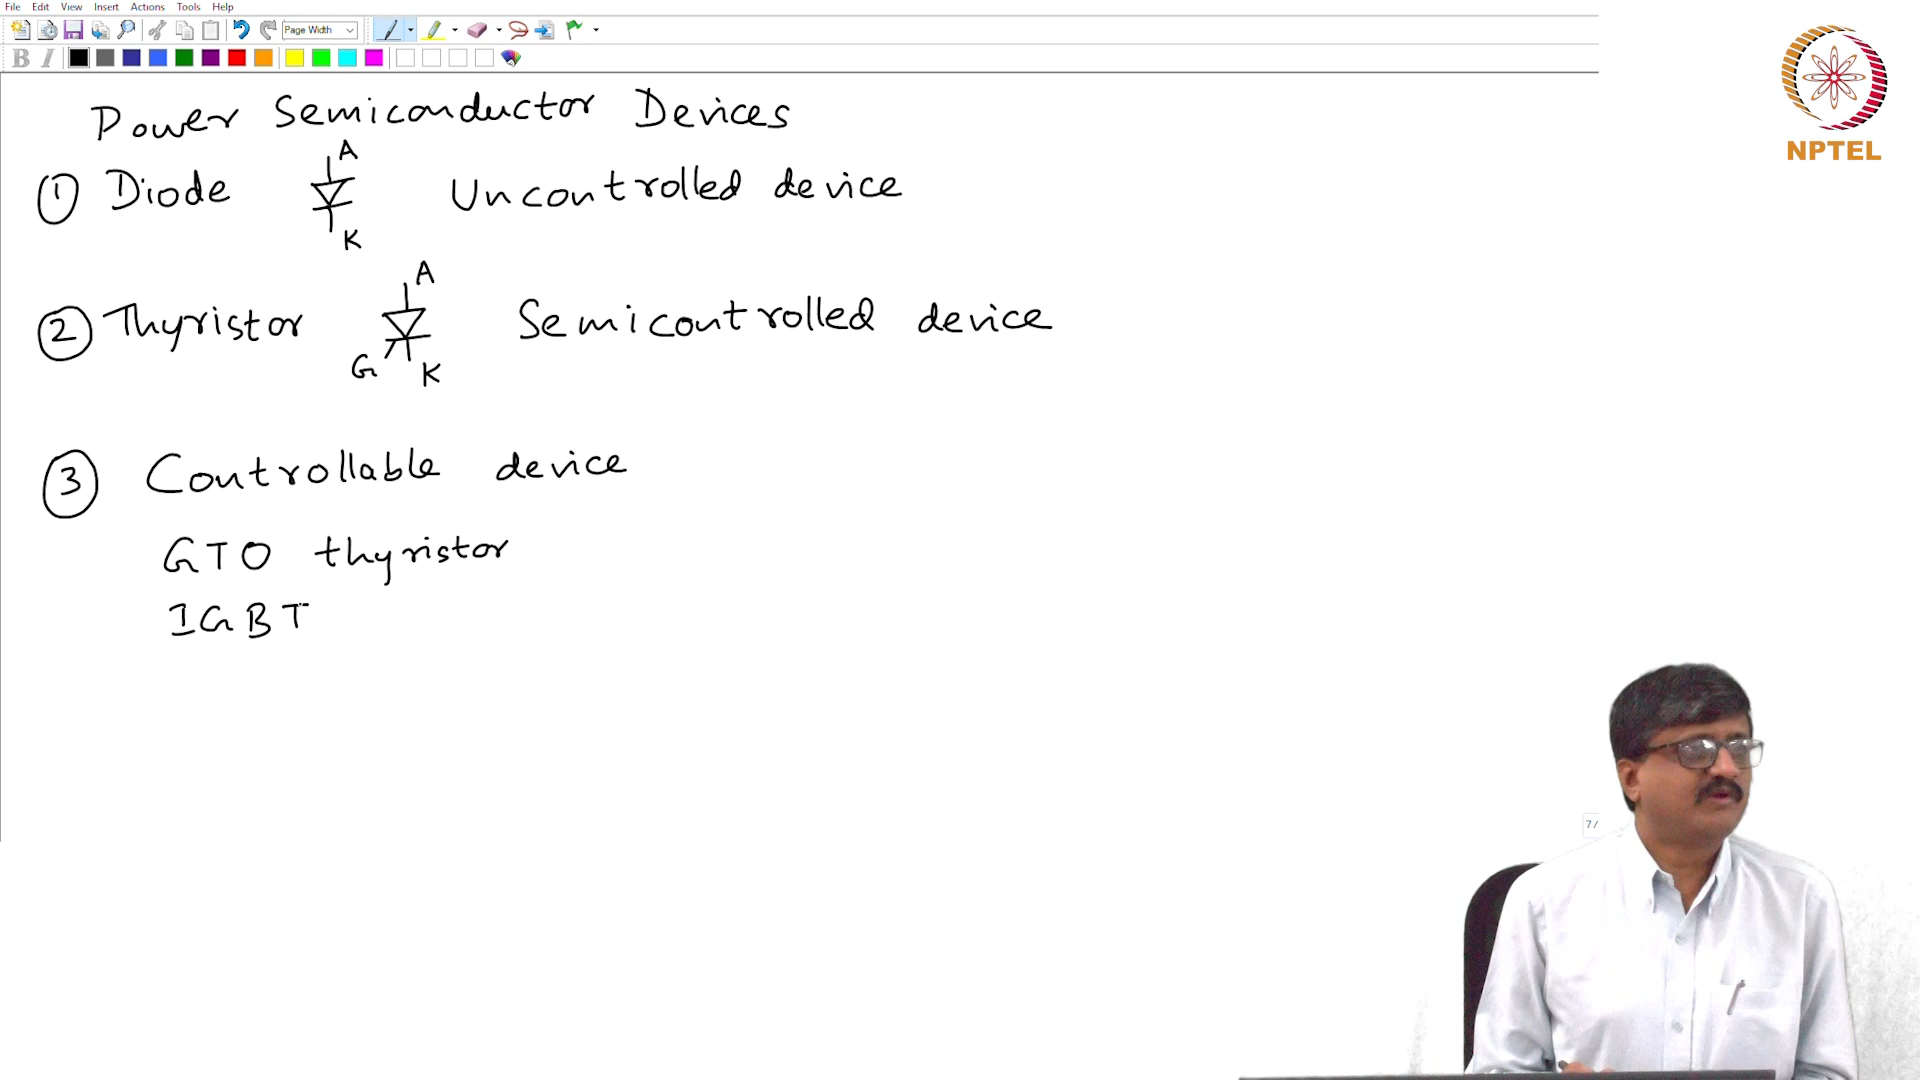 File Edit View Insert Actions Tools Help
Page Width
B I
Power Semiconductor Devices
① Diode A K Uncontrolled device
② Thyristor A G K Semicontrolled device
③ Controllable device
GTO thyristor
IGBT
NPTEL
7/